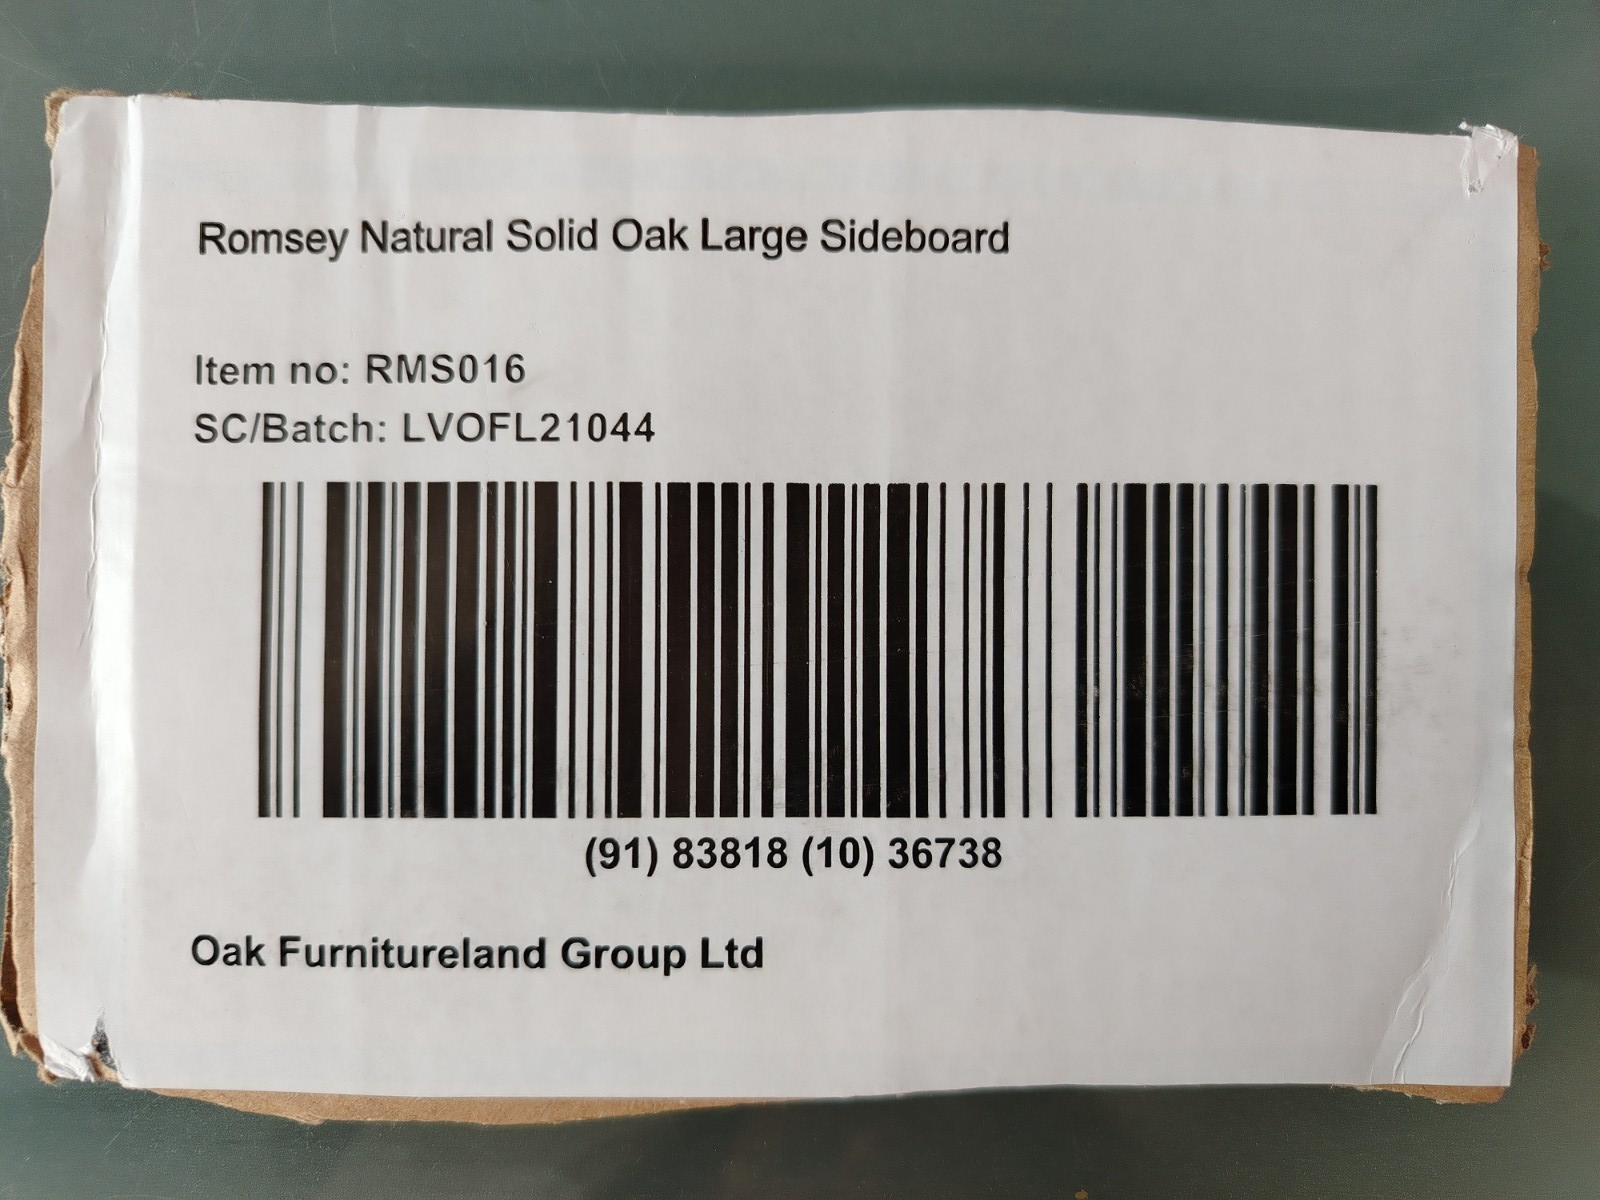 Romsey Natural Solid Oak Large Sideboard
Item no: RMS016
SC/Batch: LVOFL21044
(91) 83818 (10) 36738
Oak Furnitureland Group Ltd